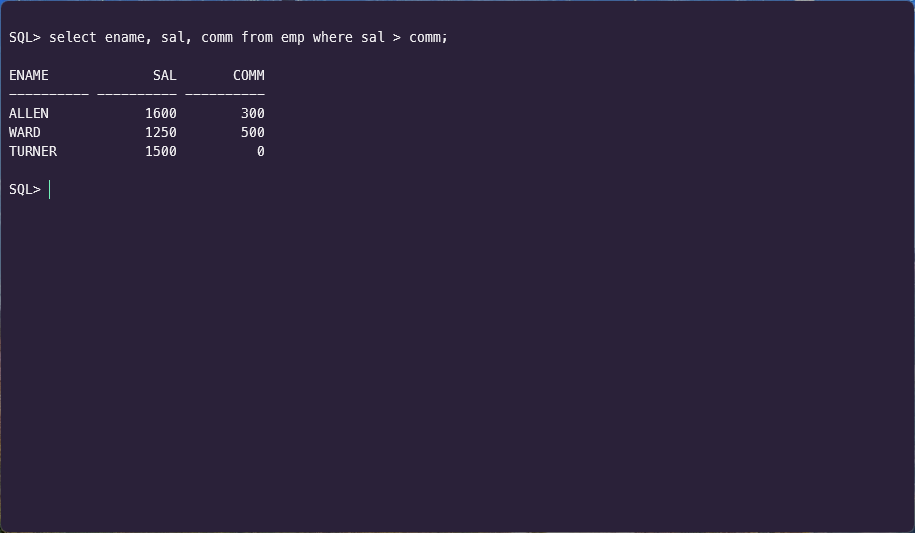 SQL> select ename, sal, comm from emp where sal > comm;
ENAME             SAL       COMM
---------- ---------- ----------
ALLEN            1600        300
WARD             1250        500
TURNER           1500          0
SQL>